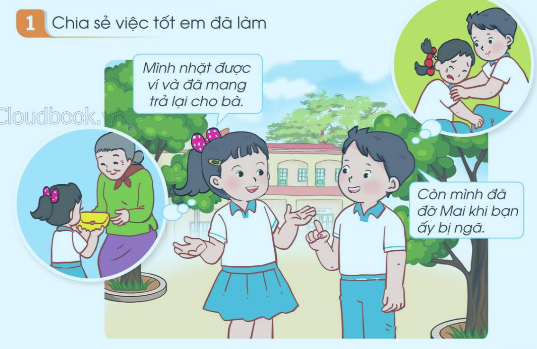 1 Chia sẻ việc tốt em đã làm
Mình nhặt được
ví và đã mang
trả lại cho bà.
Cloudbook.vn
Còn mình đã
đỡ Mai khi bạn
ấy bị ngã.